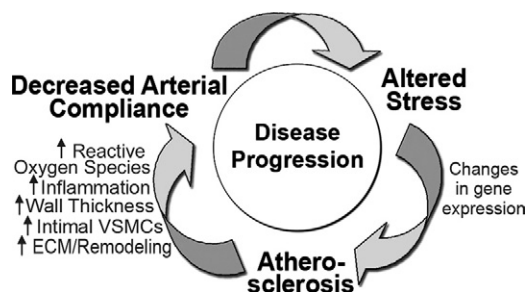 Decreased Arterial
Compliance
Altered
Stress
Disease
Progression
↑ Reactive
Oxygen Species
↑Inflammation
↑Wall Thickness
↑ Intimal VSMCs
↑ ECM/Remodeling
Changes
in gene
expression
Athero-
sclerosis